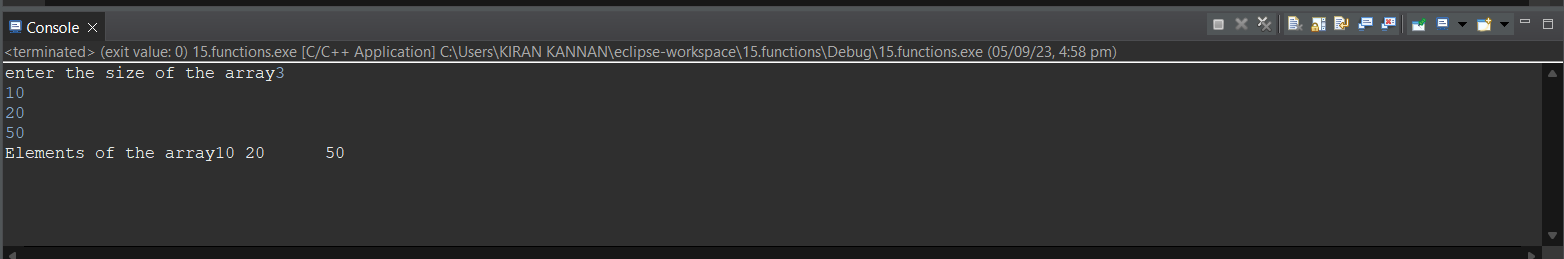 Console
<terminated> (exit value: 0) 15.functions.exe [C/C++ Application] C:\Users\KIRAN KANNAN\eclipse-workspace\15.functions\Debug\15.functions.exe (05/09/23, 4:58 pm)
enter the size of the array3
10
20
50
Elements of the array10 20      50